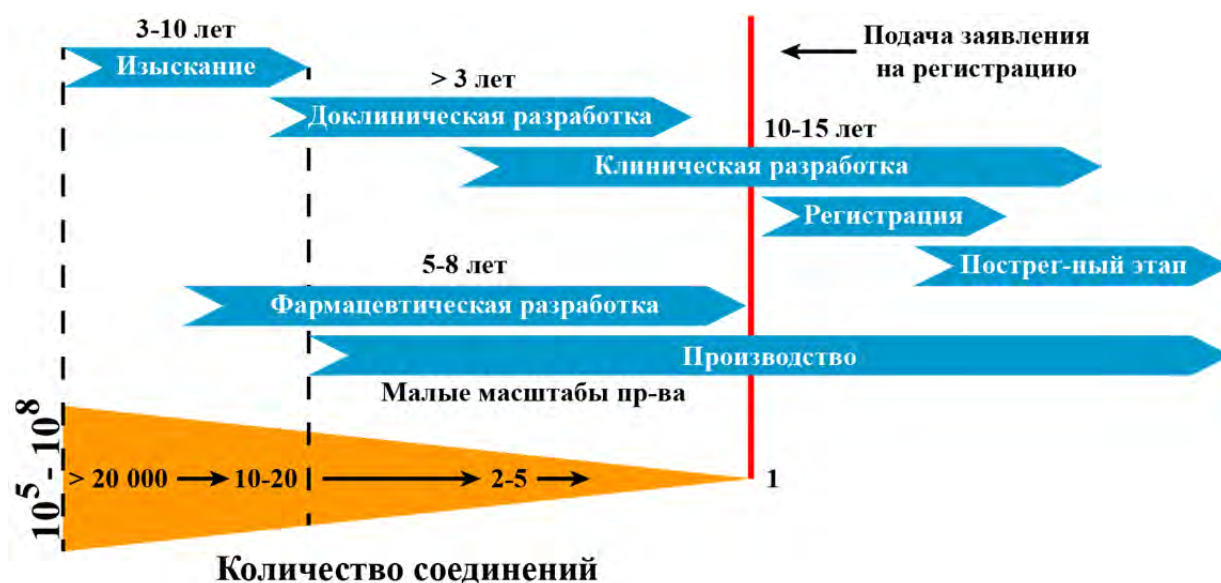 3-10 лет
Изыскание
Подача заявления
на регистрацию
> 3 лет
Доклиническая разработка
10-15 лет
Клиническая разработка
Регистрация
Пострег-ный этап
5-8 лет
Фармацевтическая разработка
Производство
Малые масштабы пр-ва
10⁵ - 10⁸
> 20 000
10-20
2-5
1
Количество соединений